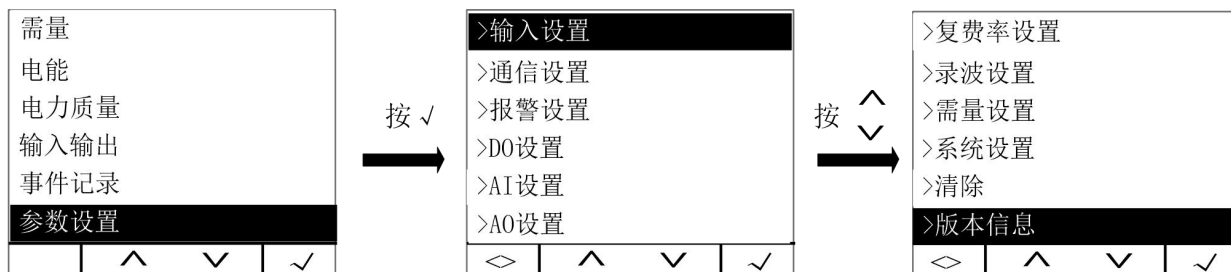 需量
电能
电力质量
输入输出
事件记录
参数设置
∧ ∨ √
按√
>输入设置
>通信设置
>报警设置
>DO设置
>AI设置
>AO设置
<> ∧ ∨ √
按 ∧ ∨
>复费率设置
>录波设置
>需量设置
>系统设置
>清除
>版本信息
<> ∧ ∨ √